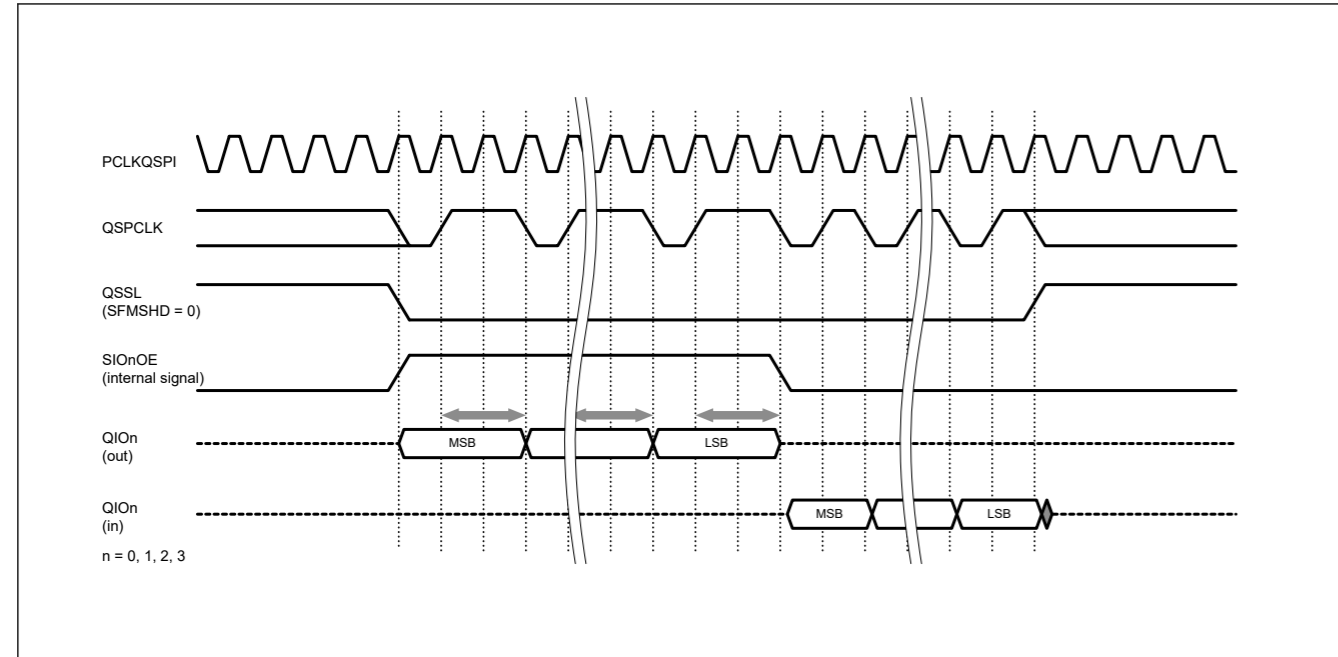 PCLKQSPI
QSPCLK
QSSL
(SFMSHD = 0)
SIOnOE
(internal signal)
QIOn
(out)
MSB
LSB
QIOn
(in)
MSB
LSB
n = 0, 1, 2, 3